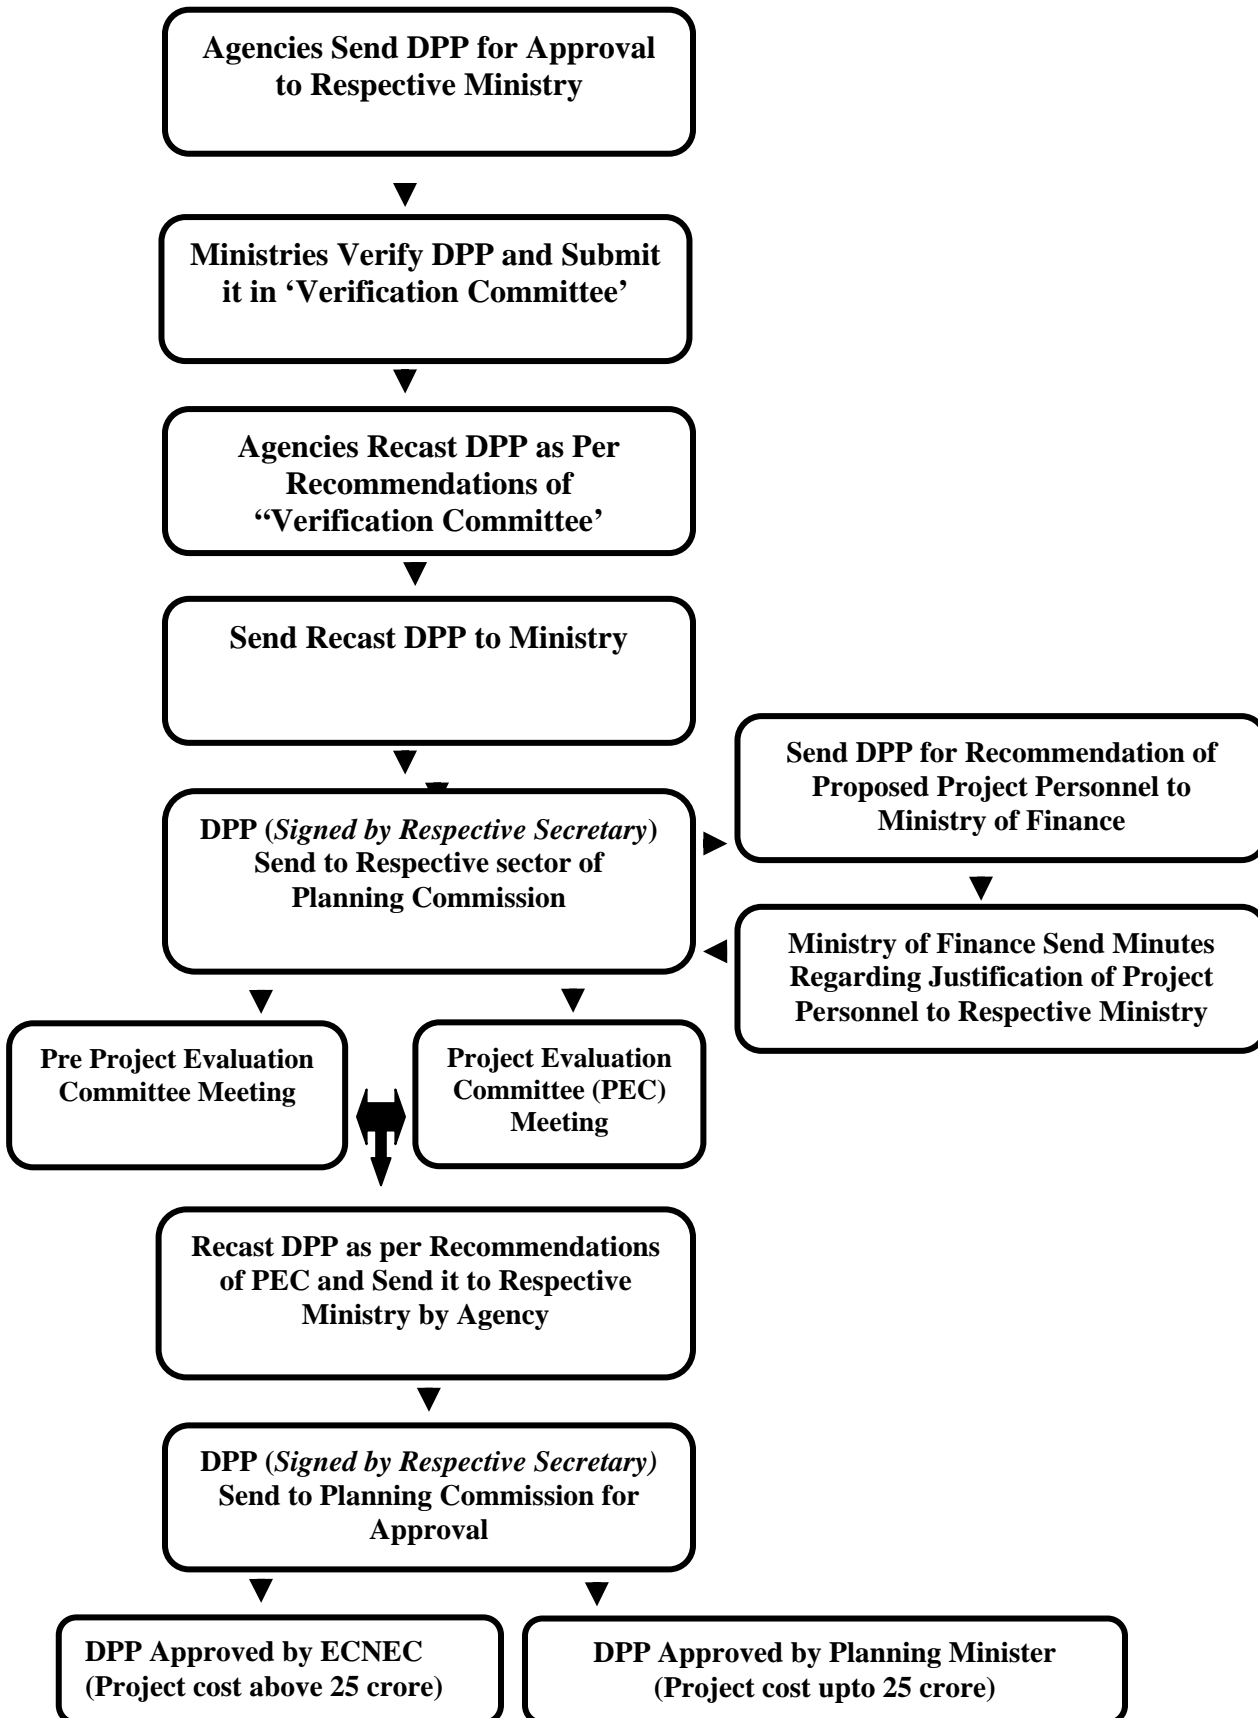 Agencies Send DPP for Approval
to Respective Ministry
Ministries Verify DPP and Submit
it in ‘Verification Committee’
Agencies Recast DPP as Per
Recommendations of
“Verification Committee’
Send Recast DPP to Ministry
Send DPP for Recommendation of
Proposed Project Personnel to
Ministry of Finance
DPP (Signed by Respective Secretary)
Send to Respective sector of
Planning Commission
Ministry of Finance Send Minutes
Regarding Justification of Project
Personnel to Respective Ministry
Pre Project Evaluation
Committee Meeting
Project Evaluation
Committee (PEC)
Meeting
Recast DPP as per Recommendations
of PEC and Send it to Respective
Ministry by Agency
DPP (Signed by Respective Secretary)
Send to Planning Commission for
Approval
DPP Approved by ECNEC
(Project cost above 25 crore)
DPP Approved by Planning Minister
(Project cost upto 25 crore)